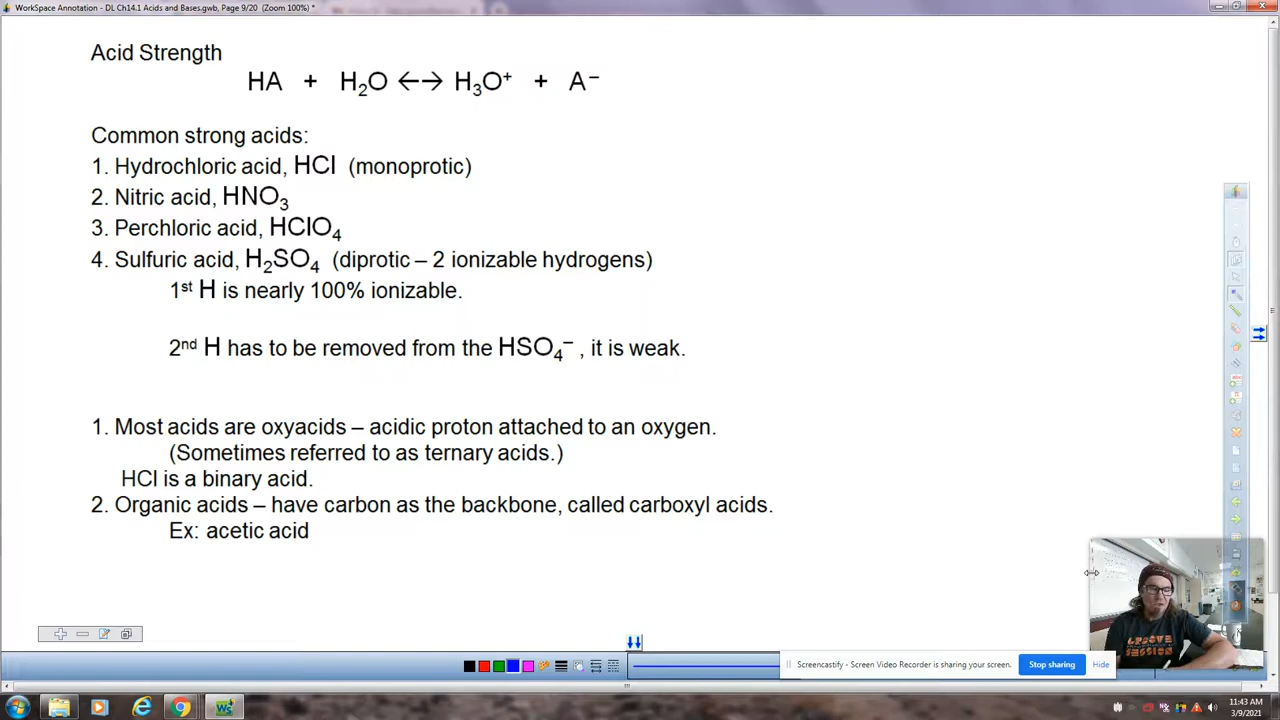 WorkSpace Annotation - DL Ch14.1 Acids and Bases.gwb, Page 9/20 (Zoom 100%) *
Acid Strength
HA + H₂O ←→ H₃O⁺ + A⁻
Common strong acids:
1. Hydrochloric acid, HCl (monoprotic)
2. Nitric acid, HNO₃
3. Perchloric acid, HClO₄
4. Sulfuric acid, H₂SO₄ (diprotic – 2 ionizable hydrogens)
1ˢᵗ H is nearly 100% ionizable.
2ⁿᵈ H has to be removed from the HSO₄⁻ , it is weak.
1. Most acids are oxyacids – acidic proton attached to an oxygen.
(Sometimes referred to as ternary acids.)
HCl is a binary acid.
2. Organic acids – have carbon as the backbone, called carboxyl acids.
Ex: acetic acid
GROOVE
SESSION
Screencastify - Screen Video Recorder is sharing your screen.
Stop sharing
Hide
11:43 AM
3/9/2021